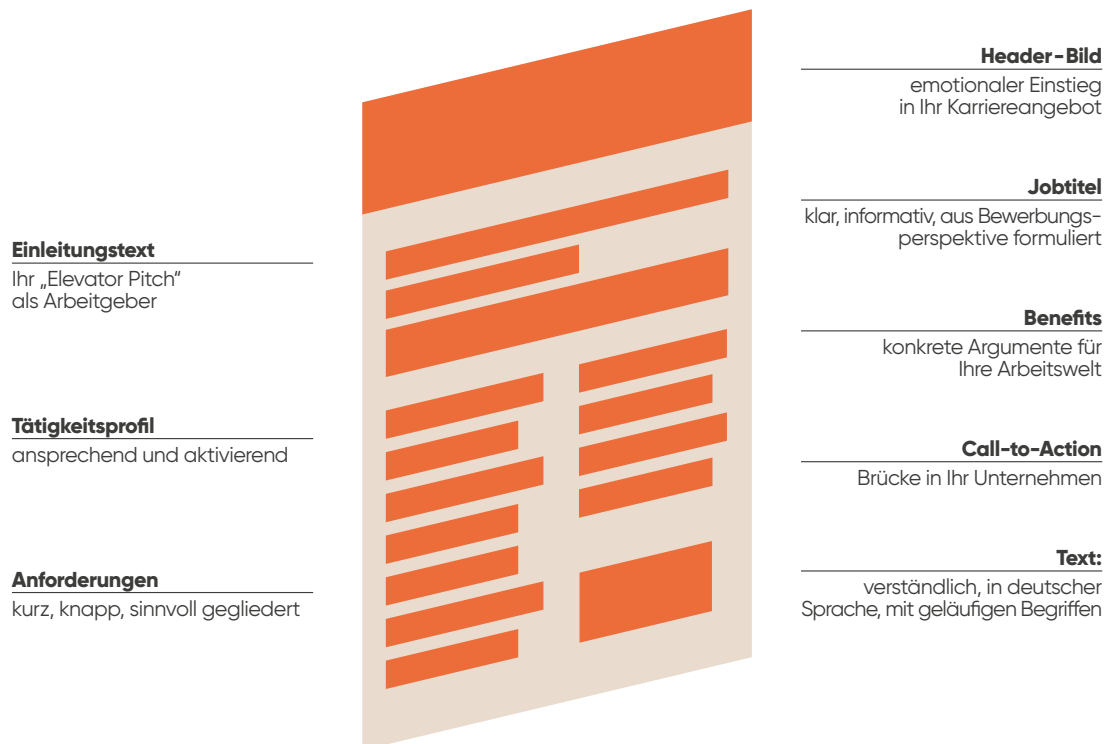 Einleitungstext
Ihr „Elevator Pitch“
als Arbeitgeber
Tätigkeitsprofil
ansprechend und aktivierend
Anforderungen
kurz, knapp, sinnvoll gegliedert
Header-Bild
emotionaler Einstieg
in Ihr Karriereangebot
Jobtitel
klar, informativ, aus Bewerbungs-
perspektive formuliert
Benefits
konkrete Argumente für
Ihre Arbeitswelt
Call-to-Action
Brücke in Ihr Unternehmen
Text:
verständlich, in deutscher
Sprache, mit geläufigen Begriffen